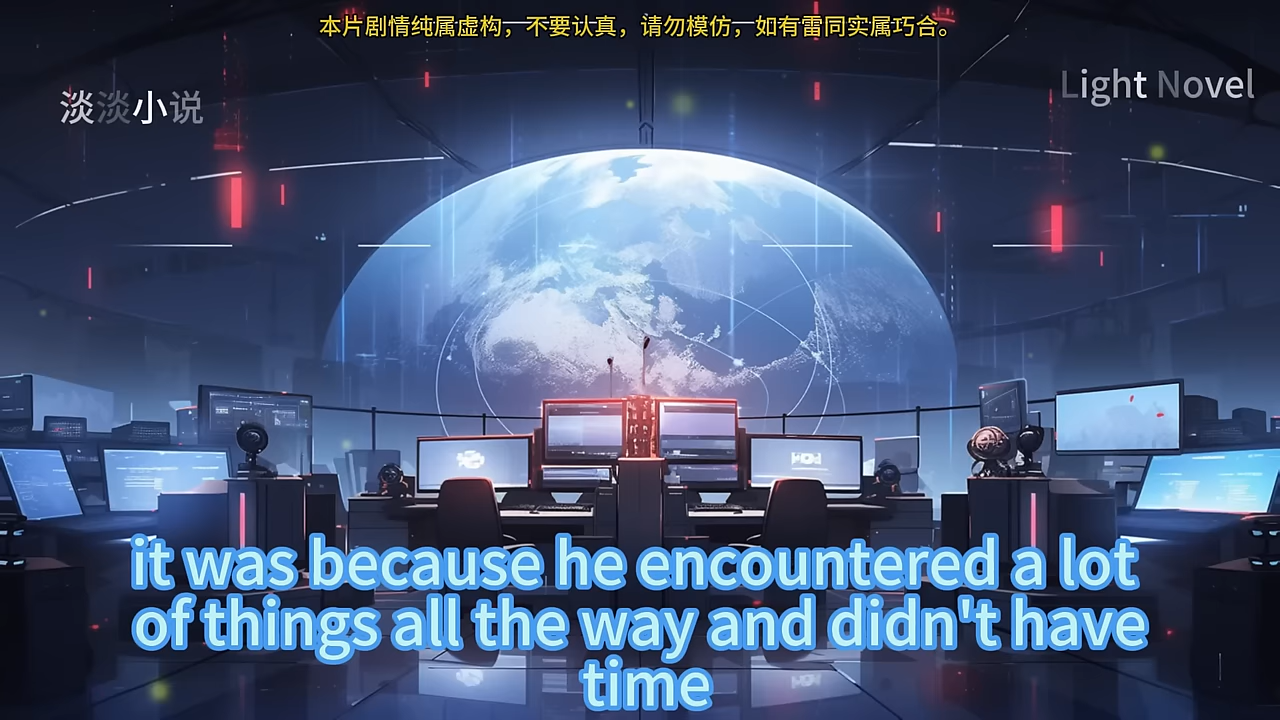 本片剧情纯属虚构，不要认真，请勿模仿，如有雷同实属巧合。
淡淡小说
Light Novel
it was because he encountered a lot
of things all the way and didn't have
time